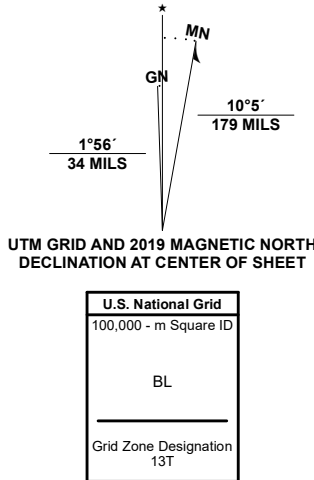 ★
MN
GN
10°5´
179 MILS
1°56´
34 MILS
UTM GRID AND 2019 MAGNETIC NORTH
DECLINATION AT CENTER OF SHEET
U.S. National Grid
100,000 - m Square ID
BL
Grid Zone Designation
13T